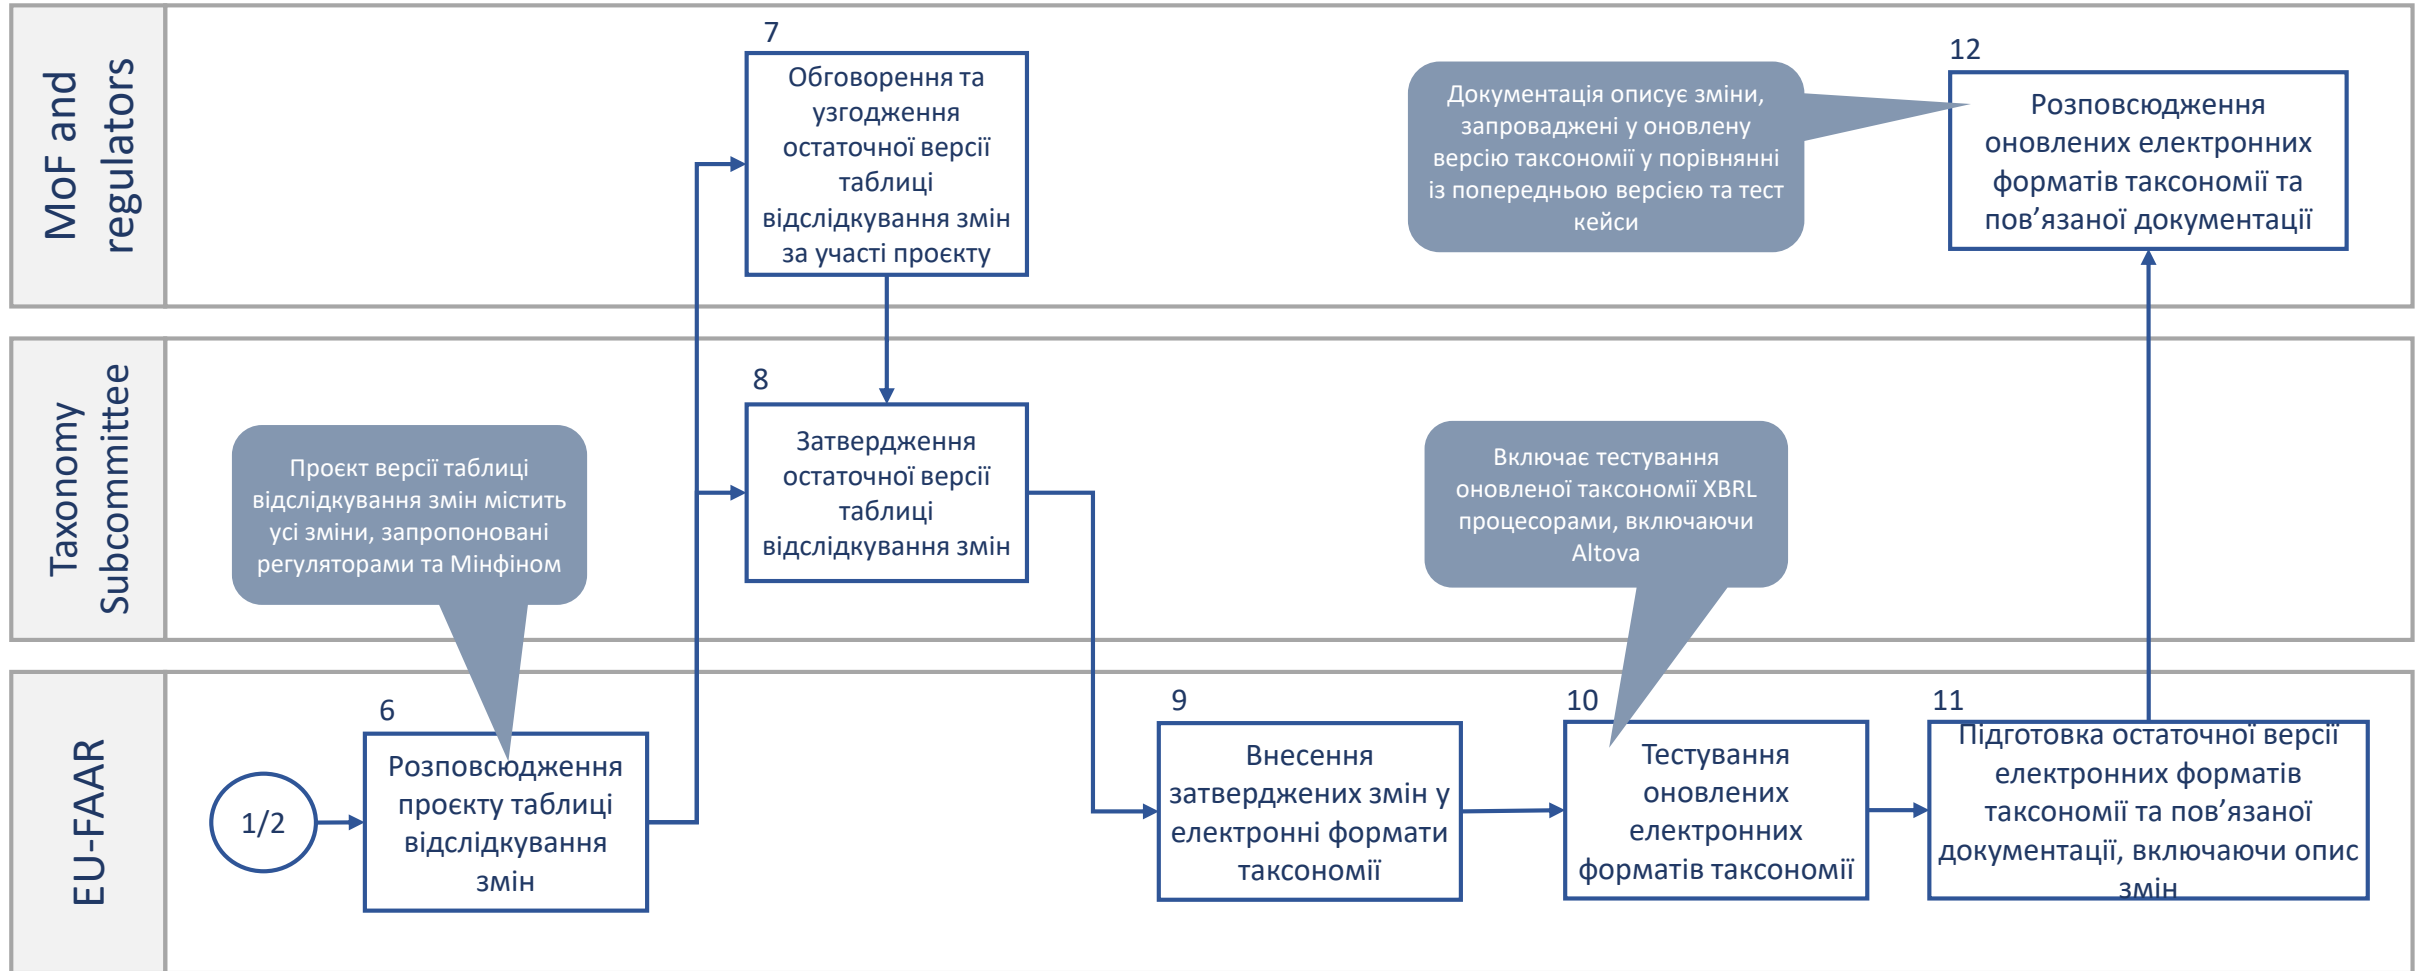 MoF and
regulators
7
Обговорення та
узгодження
остаточної версії
таблиці
відслідкування змін
за участі проєкту
Документація описує зміни,
запроваджені у оновлену
версію таксономії у порівнянні
із попередньою версією та тест
кейси
12
Розповсюдження
оновлених електронних
форматів таксономії та
пов’язаної документації
Taxonomy
Subcommittee
Проєкт версії таблиці
відслідкування змін містить
усі зміни, запропоновані
регуляторами та Мінфіном
8
Затвердження
остаточної версії
таблиці
відслідкування змін
Включає тестування
оновленої таксономії XBRL
процесорами, включаючи
Altova
EU-FAAR
1/2
6
Розповсюдження
проєкту таблиці
відслідкування
змін
9
Внесення
затверджених змін у
електронні формати
таксономії
10
Тестування
оновлених
електронних
форматів таксономії
11
Підготовка остаточної версії
електронних форматів
таксономії та пов’язаної
документації, включаючи опис
змін